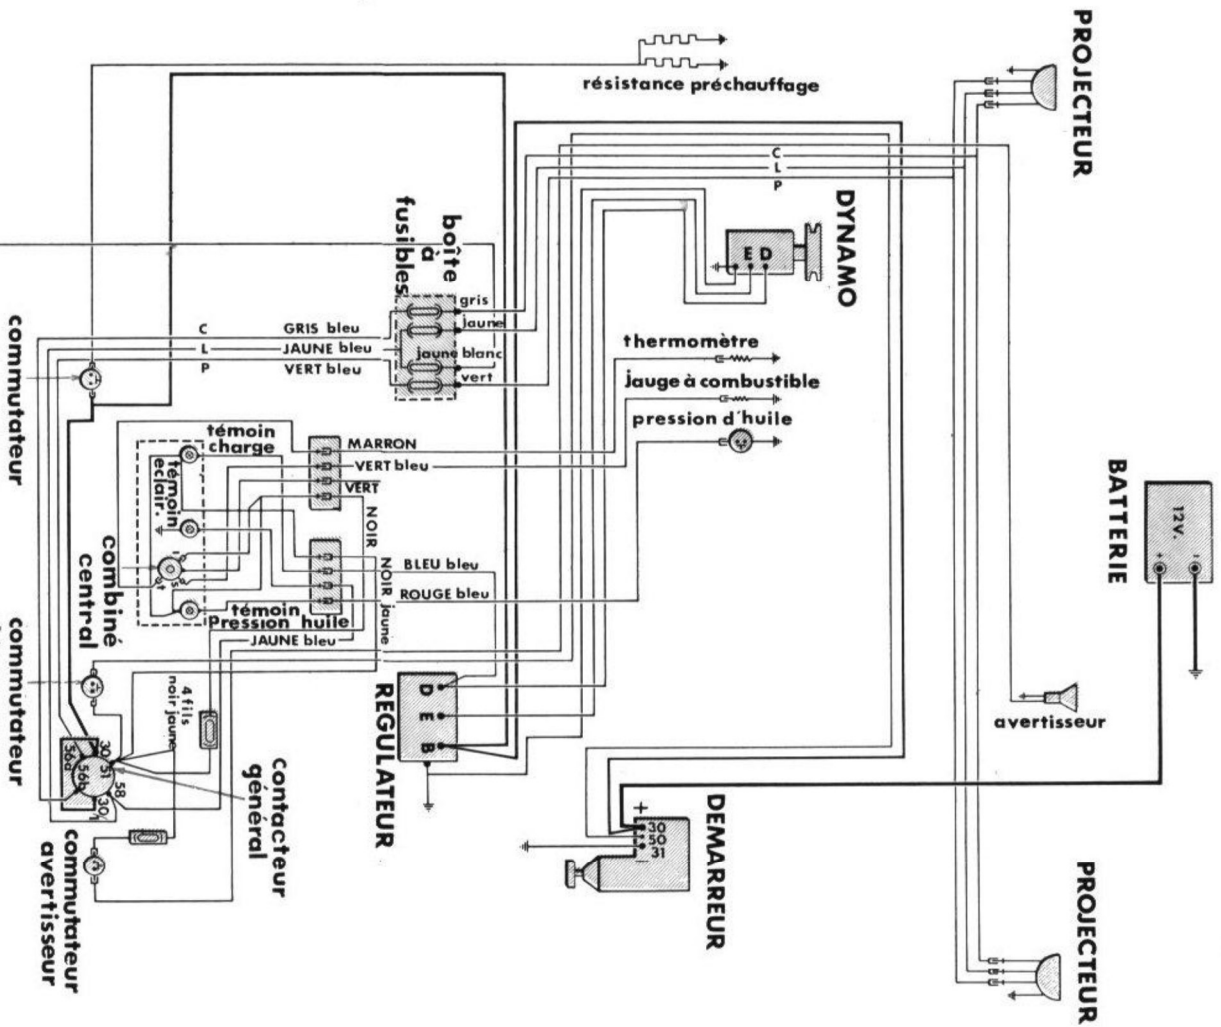 PROJECTEUR
résistance préchauffage
C
L
P
DYNAMO
E D
boîte
à
fusibles
gris
jaune
jaune blanc
vert
C GRIS bleu
L JAUNE bleu
P VERT bleu
commutateur
thermomètre
jauge à combustible
pression d'huile
témoin
charge
témoin
eclair.
MARRON
VERT bleu
VERT
NOIR
NOIR jaune
BLEU bleu
ROUGE bleu
témoin
Pression huile
JAUNE bleu
combiné
central
commutateur
4 fils
noir jaune
REGULATEUR
D
E
B
BATTERIE
12V.
+
-
avertisseur
contacteur
général
30
51
58
30/1
56a
56b
commutateur
avertisseur
DEMARREUR
+
30
50
31
-
PROJECTEUR